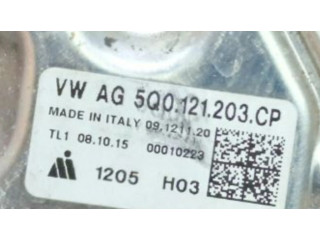 VW AG 5Q0.121.203.CP
MADE IN ITALY 09.1211.20
TL1 08.10.15 00010223
1205 H03